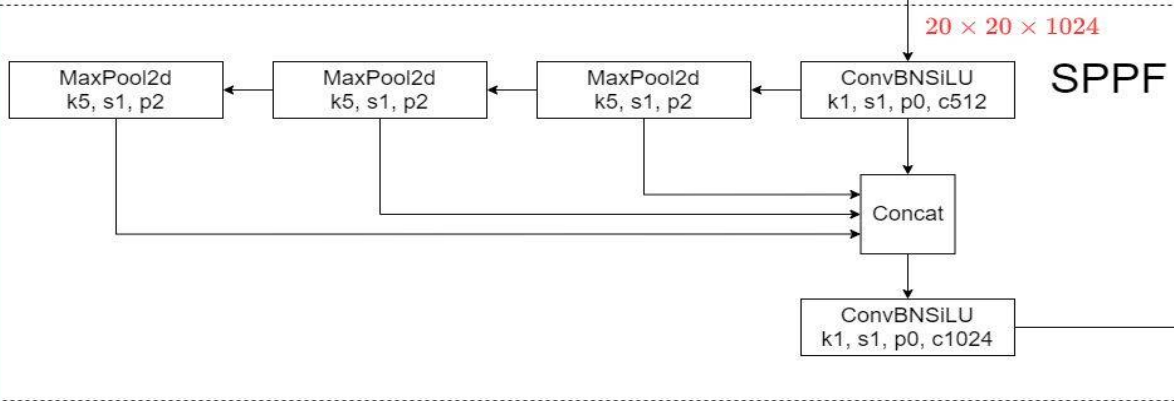 20 × 20 × 1024
SPPF
MaxPool2d
k5, s1, p2
MaxPool2d
k5, s1, p2
MaxPool2d
k5, s1, p2
ConvBNSiLU
k1, s1, p0, c512
Concat
ConvBNSiLU
k1, s1, p0, c1024